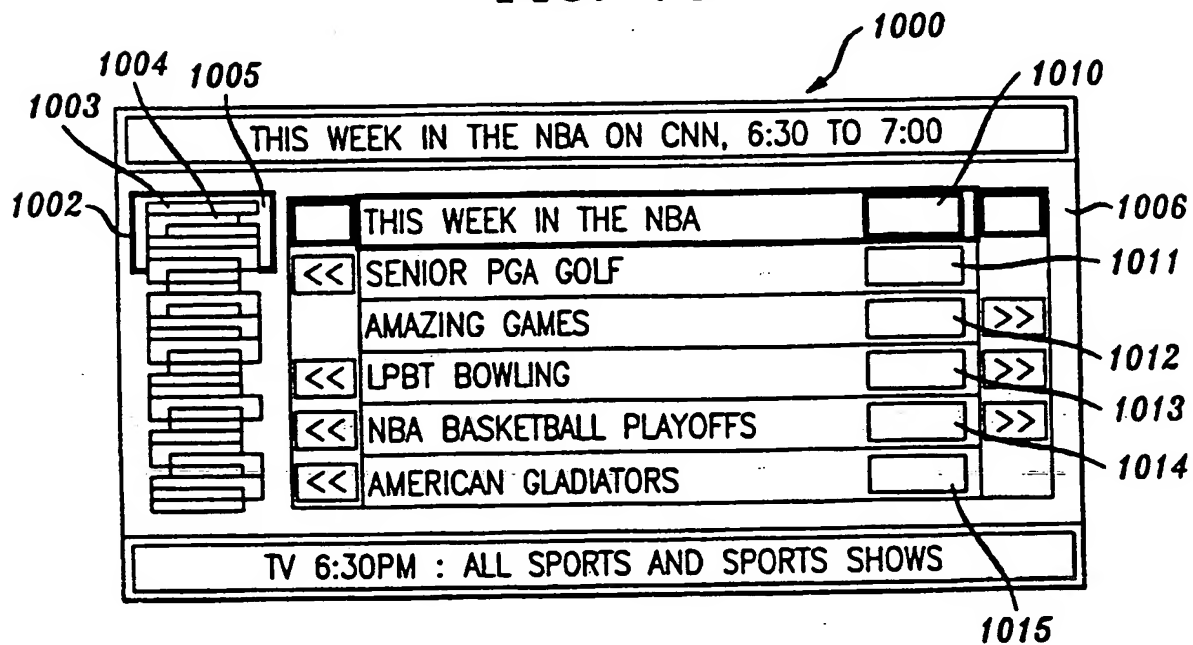 1000
1004 1005
1010
1003
THIS WEEK IN THE NBA ON CNN, 6:30 TO 7:00
1002
THIS WEEK IN THE NBA
1006
<< SENIOR PGA GOLF
1011
AMAZING GAMES >>
1012
<< LPBT BOWLING >>
1013
<< NBA BASKETBALL PLAYOFFS >>
1014
<< AMERICAN GLADIATORS
TV 6:30PM : ALL SPORTS AND SPORTS SHOWS
1015